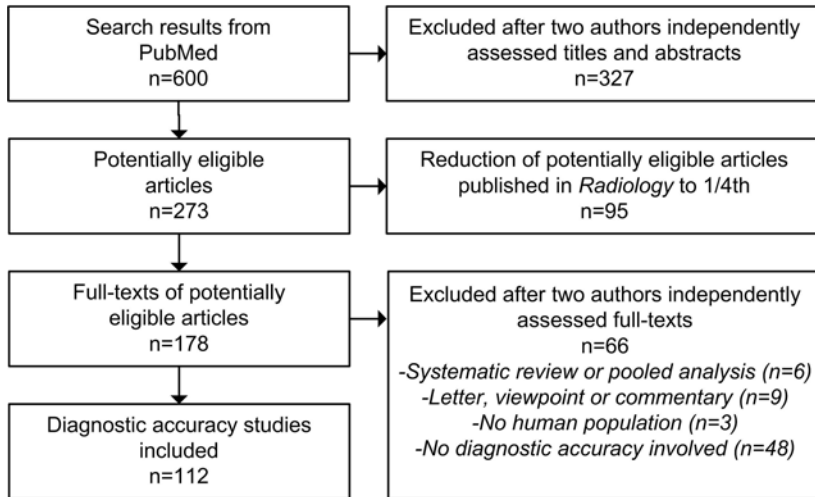 Search results from
PubMed
n=600
Excluded after two authors independently
assessed titles and abstracts
n=327
Potentially eligible
articles
n=273
Reduction of potentially eligible articles
published in Radiology to 1/4th
n=95
Full-texts of potentially
eligible articles
n=178
Excluded after two authors independently
assessed full-texts
n=66
-Systematic review or pooled analysis (n=6)
-Letter, viewpoint or commentary (n=9)
-No human population (n=3)
-No diagnostic accuracy involved (n=48)
Diagnostic accuracy studies
included
n=112